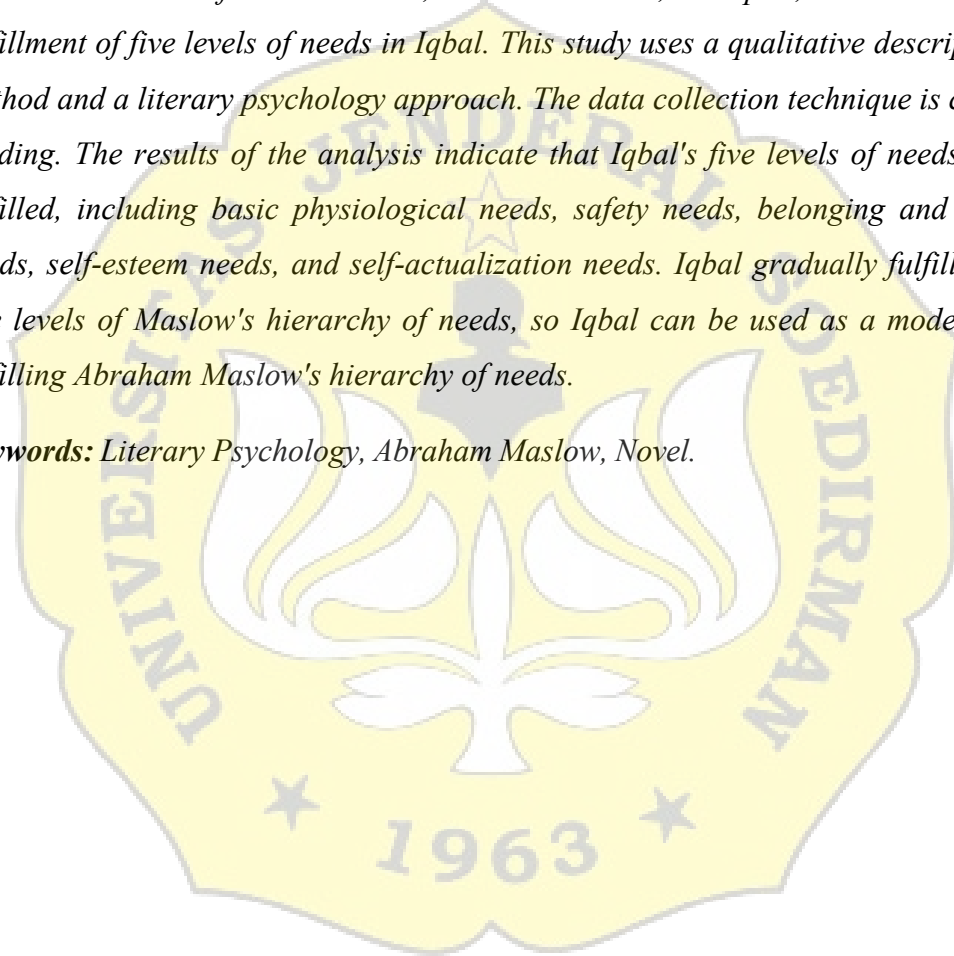 illment of five levels of needs in Iqbal. This study uses a qualitative descrip
thod and a literary psychology approach. The data collection technique is c
ding. The results of the analysis indicate that Iqbal's five levels of needs
illed, including basic physiological needs, safety needs, belonging and
ds, self-esteem needs, and self-actualization needs. Iqbal gradually fulfill
levels of Maslow's hierarchy of needs, so Iqbal can be used as a mode
illing Abraham Maslow's hierarchy of needs.
words: Literary Psychology, Abraham Maslow, Novel.
UNIVERSITAS JENDERAL SOEDIRMAN
1963